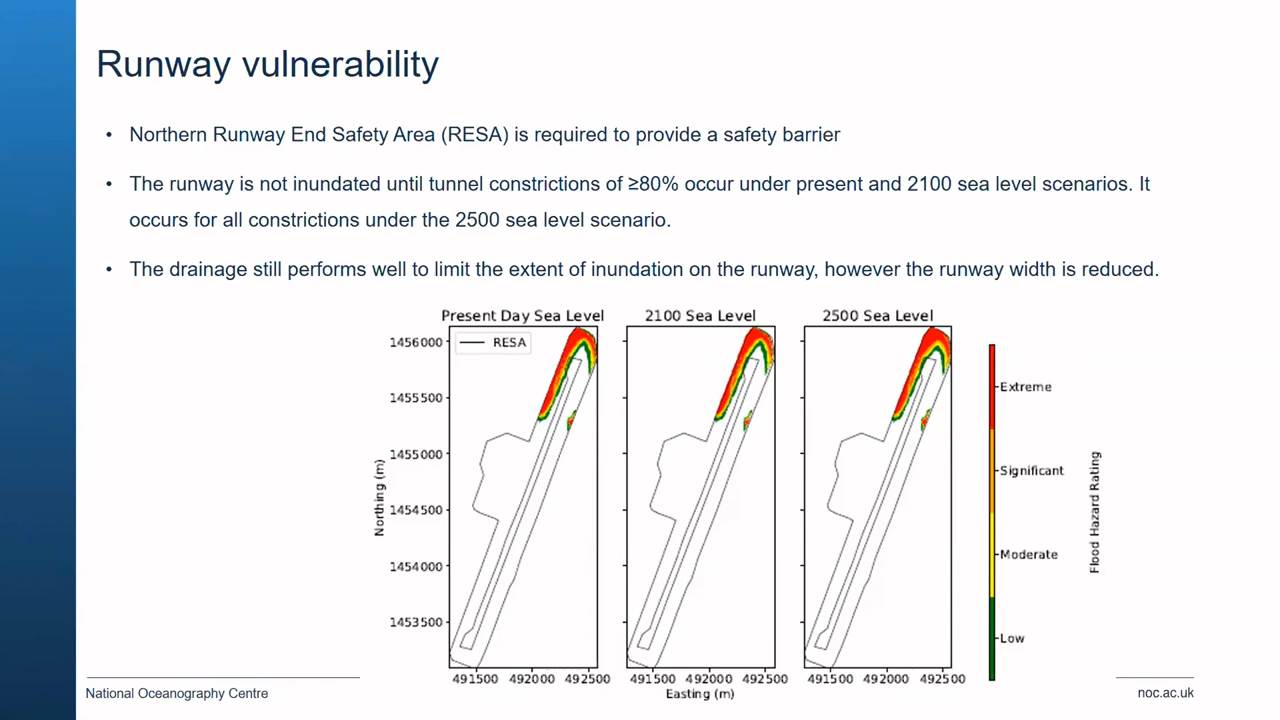 Runway vulnerability
• Northern Runway End Safety Area (RESA) is required to provide a safety barrier
• The runway is not inundated until tunnel constrictions of ≥80% occur under present and 2100 sea level scenarios. It
occurs for all constrictions under the 2500 sea level scenario.
• The drainage still performs well to limit the extent of inundation on the runway, however the runway width is reduced.
Present Day Sea Level
2100 Sea Level
2500 Sea Level
RESA
1456000
1455500
1455000
1454500
1454000
1453500
Northing (m)
491500 492000 492500
491500 492000 492500
491500 492000 492500
Easting (m)
Extreme
Significant
Moderate
Low
Flood Hazard Rating
National Oceanography Centre
noc.ac.uk